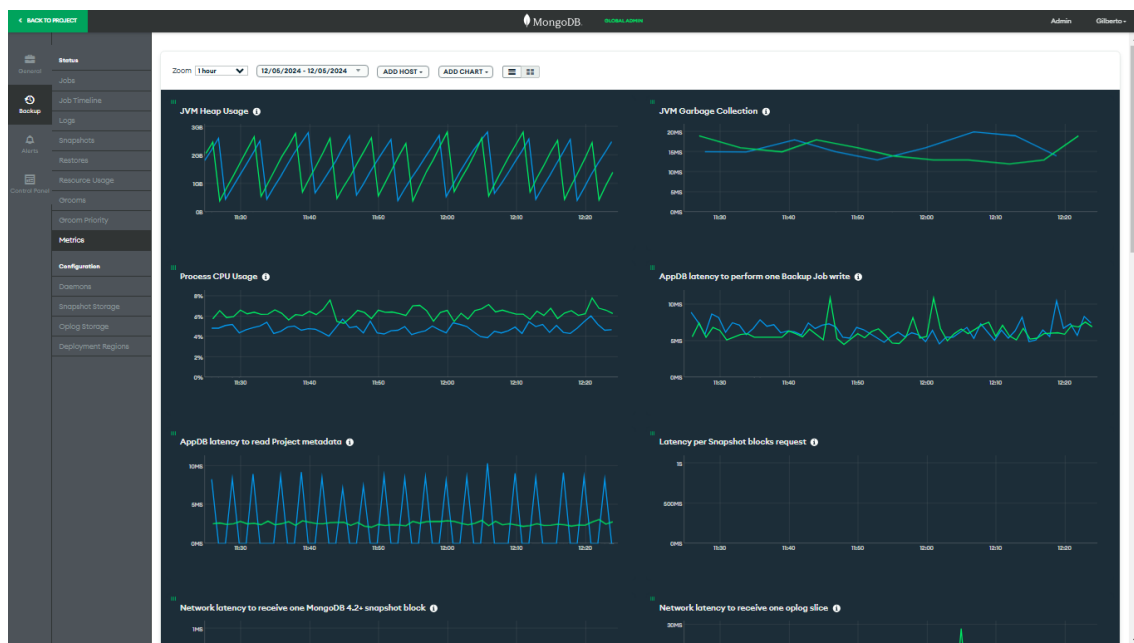 < BACK TO PROJECT
MongoDB.
GLOBAL ADMIN
Admin
Gilberto
General
Backup
Alerts
Control Panel
Status
Jobs
Job Timeline
Logs
Snapshots
Restores
Resource Usage
Grooms
Groom Priority
Metrics
Configuration
Daemons
Snapshot Storage
Oplog Storage
Deployment Regions
Zoom 1 hour 12/05/2024 - 12/05/2024 ADD HOST ADD CHART
JVM Heap Usage
3GB
2GB
1GB
0B
11:30 11:40 11:50 12:00 12:10 12:20
JVM Garbage Collection
20MS
15MS
10MS
5MS
0MS
11:30 11:40 11:50 12:00 12:10 12:20
Process CPU Usage
8%
6%
4%
2%
0%
11:30 11:40 11:50 12:00 12:10 12:20
AppDB latency to perform one Backup Job write
10MS
5MS
0MS
11:30 11:40 11:50 12:00 12:10 12:20
AppDB latency to read Project metadata
10MS
5MS
0MS
11:30 11:40 11:50 12:00 12:10 12:20
Latency per Snapshot blocks request
1S
500MS
0MS
11:30 11:40 11:50 12:00 12:10 12:20
Network latency to receive one MongoDB 4.2+ snapshot block
1MS
Network latency to receive one oplog slice
30MS